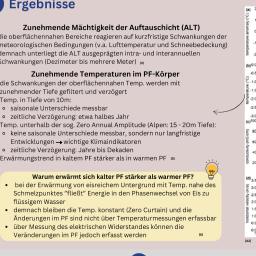 Ergebnisse
Zunehmende Mächtigkeit der Auftauschicht (ALT)
die oberflächennahen Bereiche reagieren auf kurzfristige Schwankungen der
meteorologischen Bedingungen (v.a. Lufttemperatur und Schneebedeckung)
demnach unterliegt die ALT ausgeprägten intra- und interannuellen
Schwankungen (Dezimeter bis mehrere Meter)
Zunehmende Temperaturen im PF-Körper
die Schwankungen der oberflächennahen Temp. werden mit
zunehmender Tiefe gefiltert und verzögert
Temp. in Tiefe von 10m:
saisonale Unterschiede messbar
zeitliche Verzögerung: etwa halbes Jahr
Temp. unterhalb der sog. Zero Annual Amplitude (Alpen: 15 - 20m Tiefe):
keine saisonale Unterschiede messbar, sondern nur langfristige
Entwicklungen → wichtige Klimaindikatoren
zeitliche Verzögerung: Jahre bis Dekaden
Erwärmungstrend in kaltem PF stärker als in warmen PF
Warum erwärmt sich kalter PF stärker als warmer PF?
bei der Erwärmung von eisreichem Untergrund mit Temp. nahe des
Schmelzpunktes "fließt" Energie in den Phasenwechsel von Eis zu
flüssigem Wasser
demnach bleiben die Temp. konstant (Zero Curtain) und die
Änderungen im PF sind nicht über Temperaturmessungen erfassbar
über Messung des elektrischen Widerstandes können die
Veränderungen im PF jedoch erfasst werden